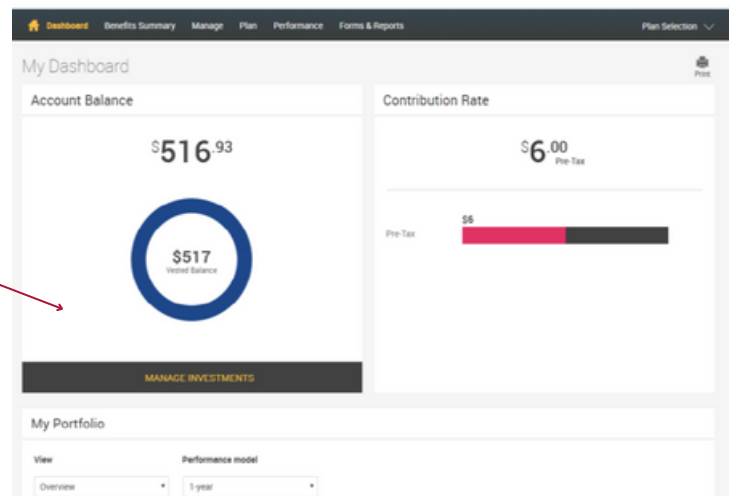 Dashboard Benefits Summary Manage Plan Performance Forms & Reports Plan Selection
My Dashboard
Print
Account Balance
$516.93
$517
Vested Balance
MANAGE INVESTMENTS
Contribution Rate
$6.00
Pre-Tax
$6
Pre-Tax
My Portfolio
View Performance model
Overview 1-year